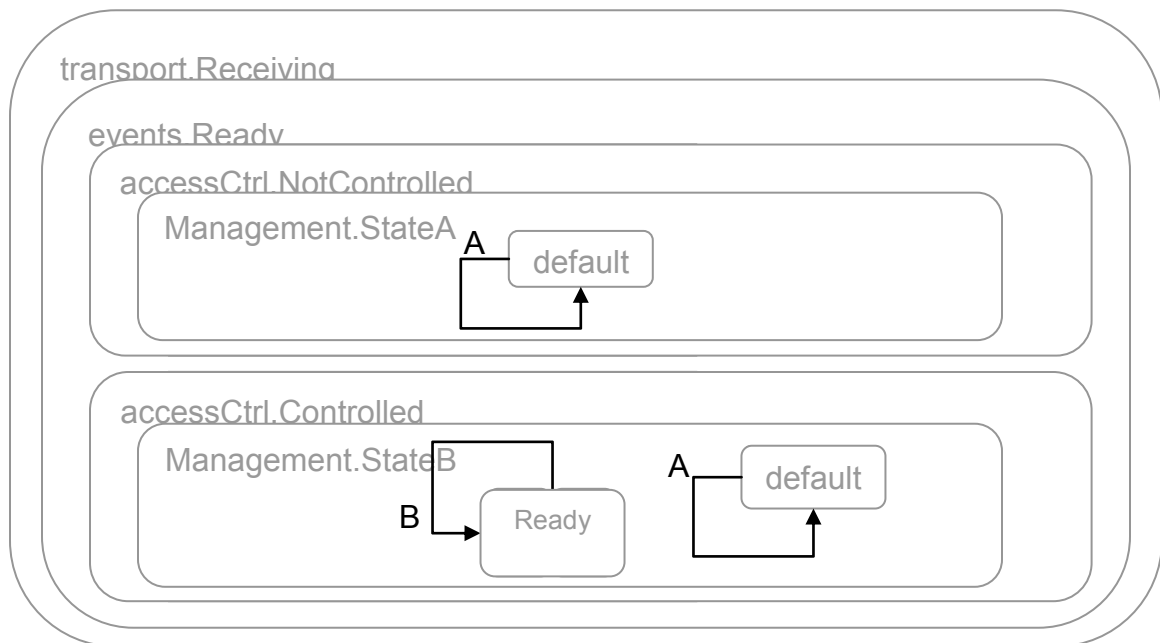 transport.Receiving
events.Ready
accessCtrl.NotControlled
Management.StateA
A
default
accessCtrl.Controlled
Management.StateB
A
default
B
Ready